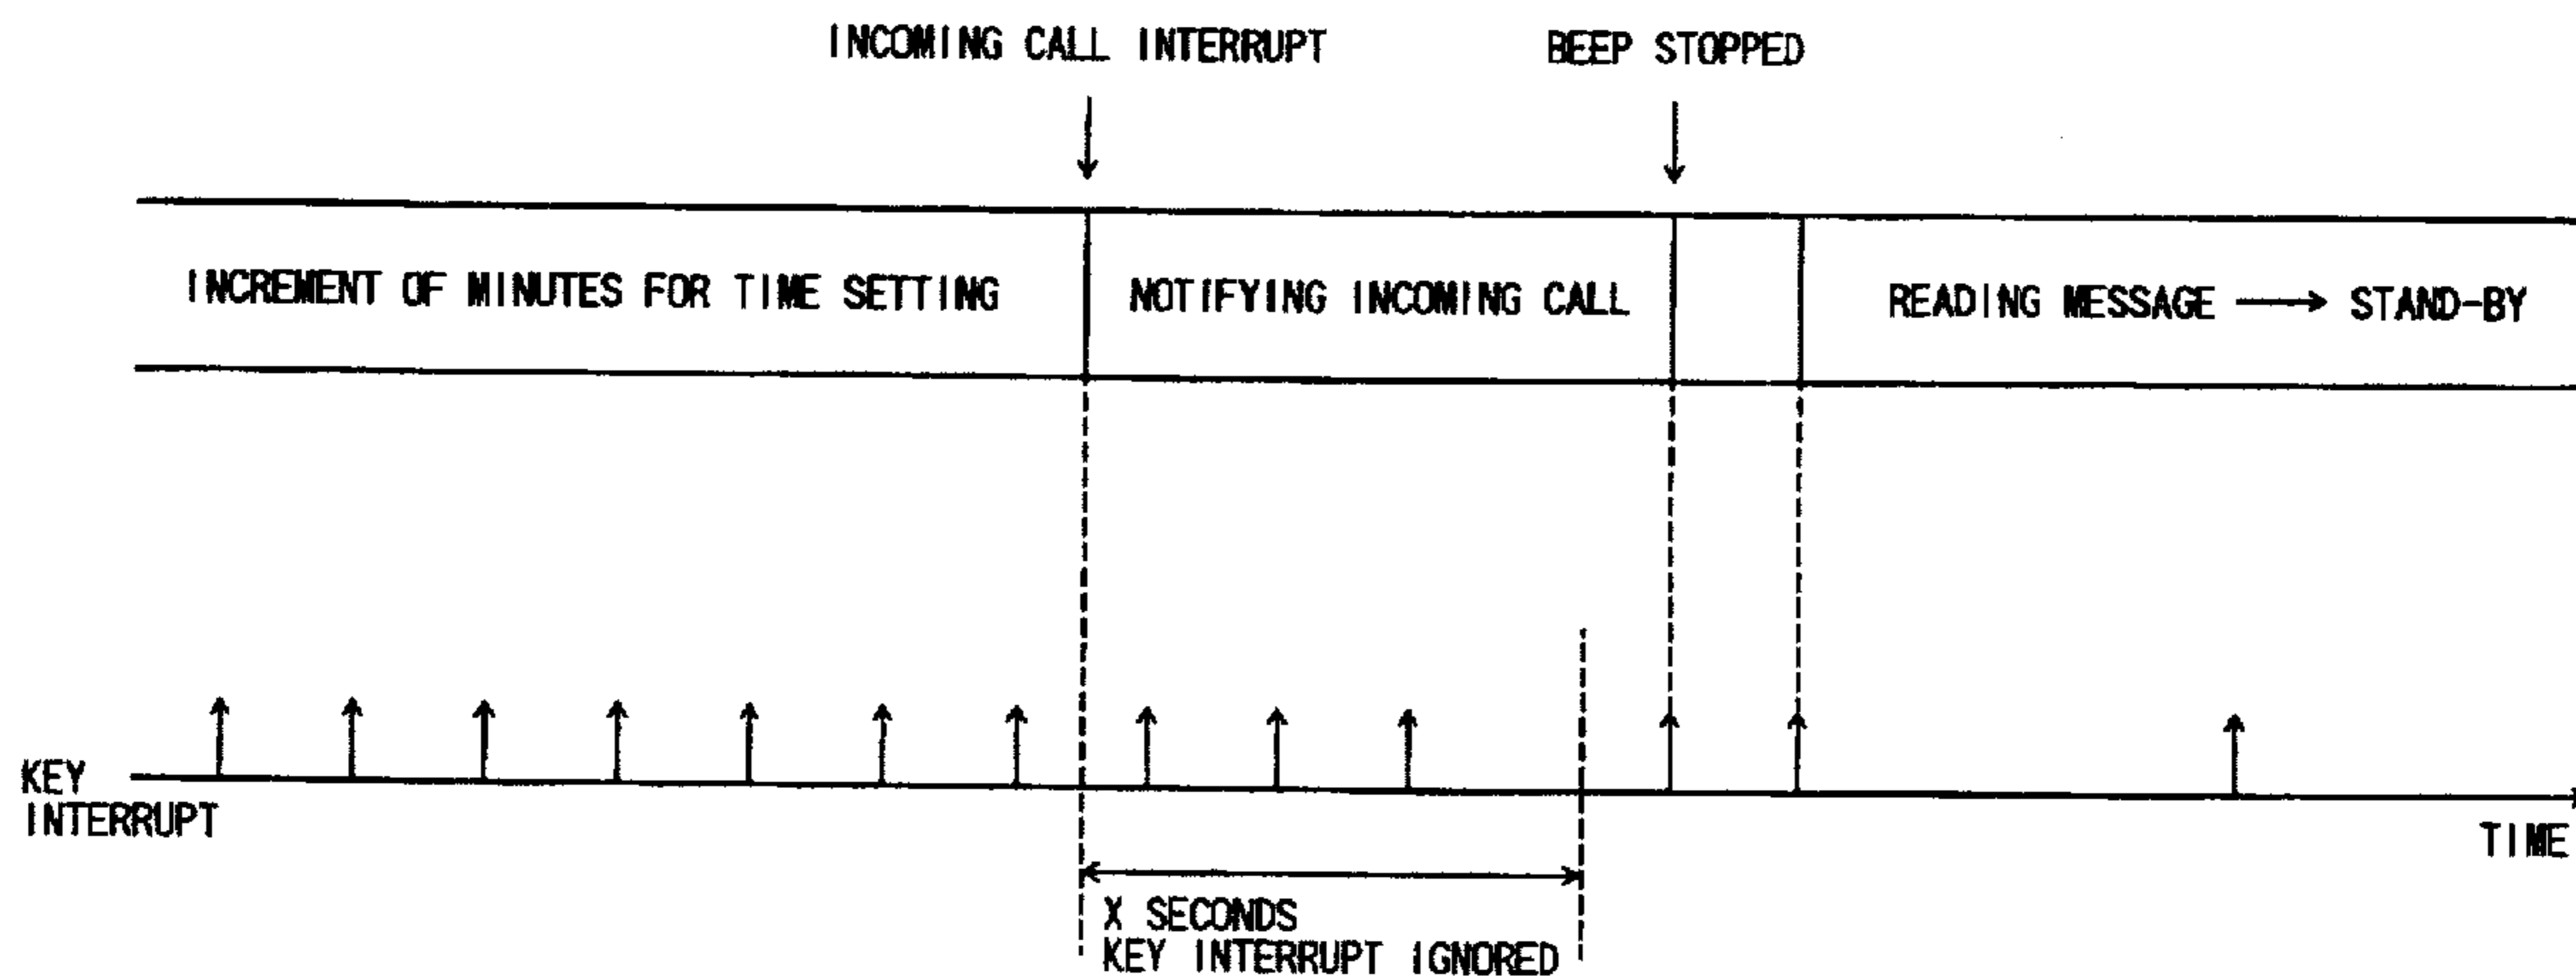 INCOMING CALL INTERRUPT
BEEP STOPPED
INCREMENT OF MINUTES FOR TIME SETTING
NOTIFYING INCOMING CALL
READING MESSAGE → STAND-BY
KEY
INTERRUPT
TIME
X SECONDS
KEY INTERRUPT IGNORED